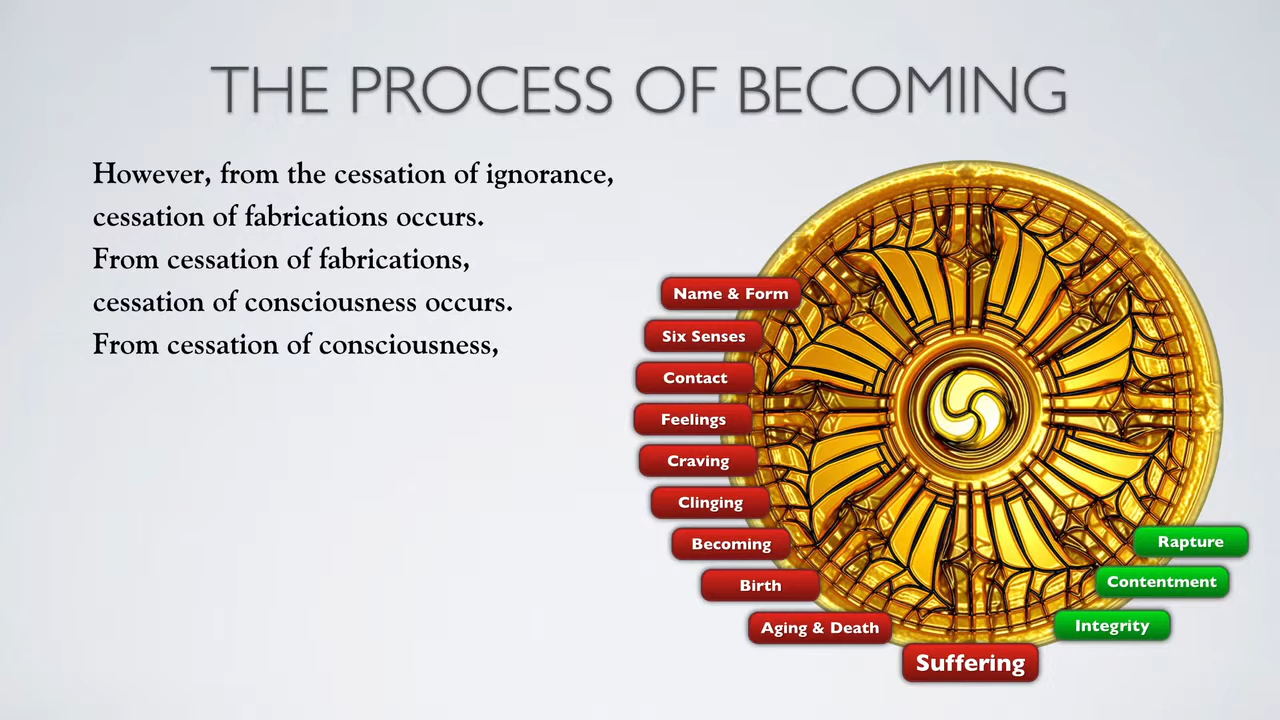 THE PROCESS OF BECOMING
However, from the cessation of ignorance,
cessation of fabrications occurs.
From cessation of fabrications,
cessation of consciousness occurs.
From cessation of consciousness,
Name & Form
Six Senses
Contact
Feelings
Craving
Clinging
Becoming
Birth
Aging & Death
Suffering
Rapture
Contentment
Integrity